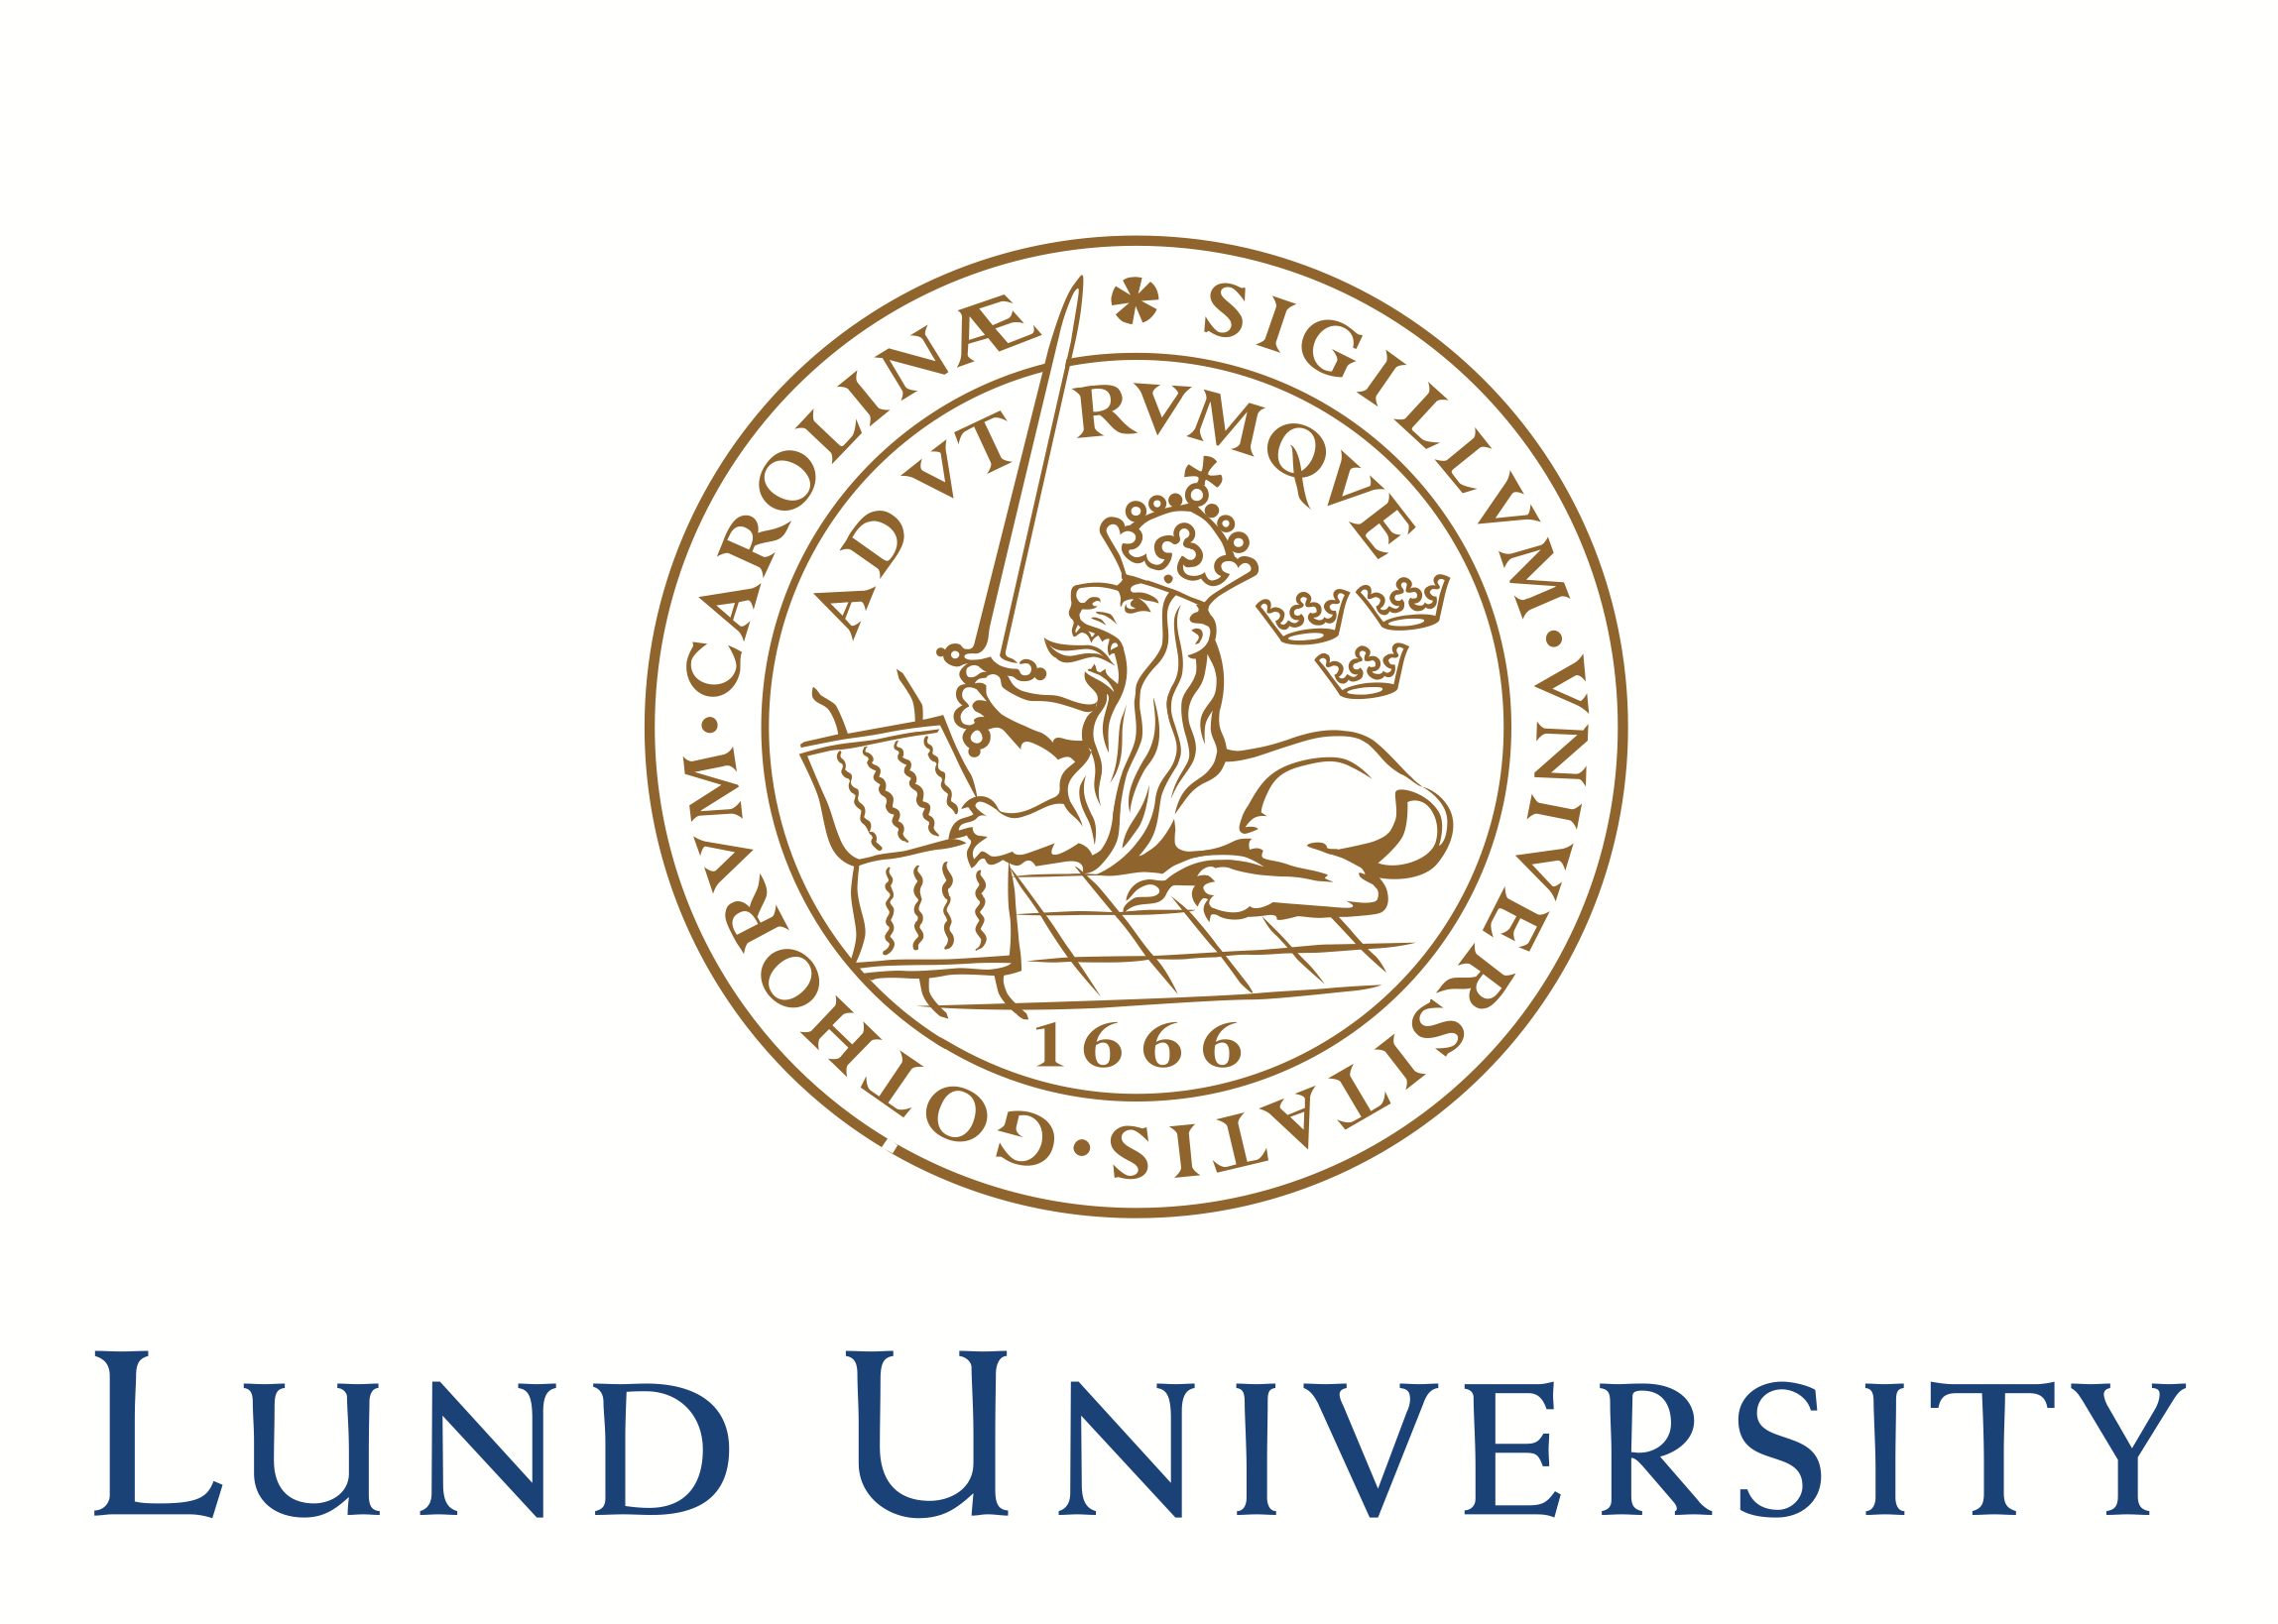 SIGILLVM · VNIVERSITATIS · GOTHORVM · CAROLINÆ
AD VTRVMQVE
1666
LUND UNIVERSITY